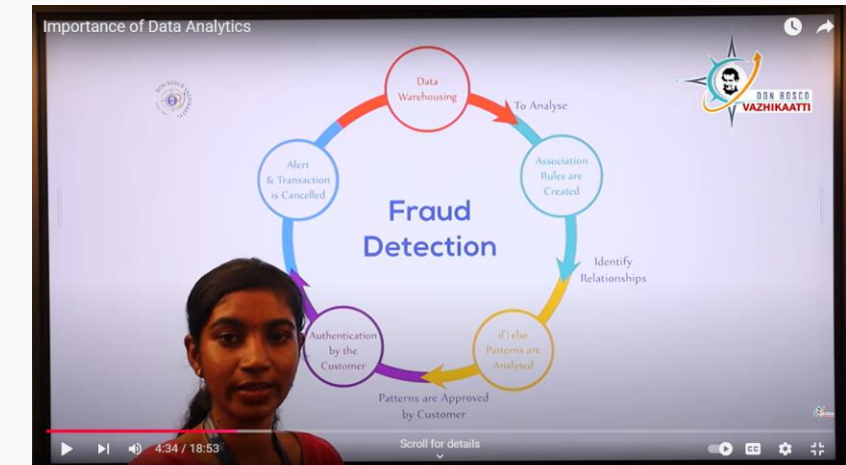 Importance of Data Analytics
DON BOSCO
VAZHIKAATTI
Data
Warehousing
To Analyse
Association
Rules are
Created
Identify
Relationships
if | else
Patterns are
Analysed
Patterns are Approved
by Customer
Authentication
by the
Customer
Alert
& Transaction
is Cancelled
Fraud
Detection
4:34 / 18:53
Scroll for details
CC